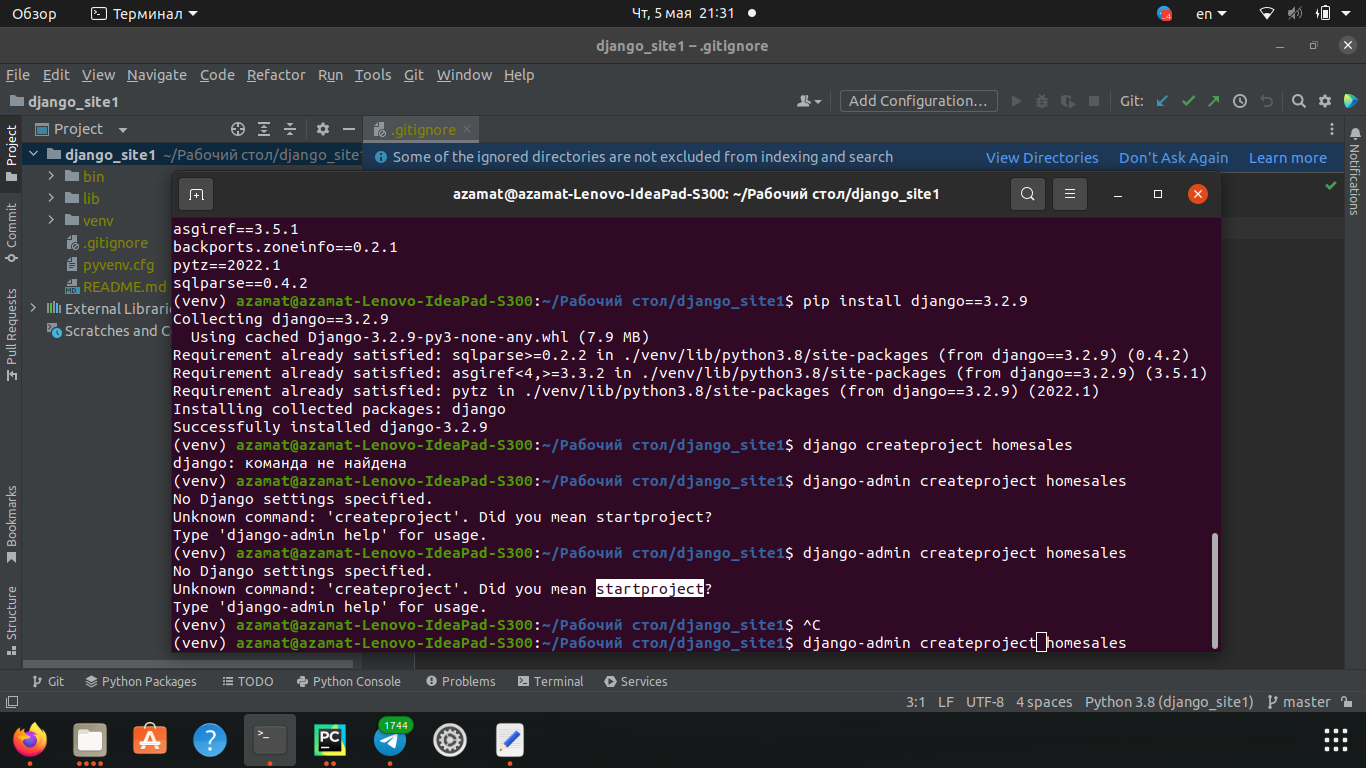 Обзор
Терминал
Чт, 5 мая 21:31
4
en
django_site1 – .gitignore
File Edit View Navigate Code Refactor Run Tools Git Window Help
django_site1
Add Configuration...
Git:
Project
Project
.gitignore
django_site1 ~/Рабочий стол/django_site1
Some of the ignored directories are not excluded from indexing and search
View Directories
Don't Ask Again
Learn more
Notifications
bin
lib
venv
.gitignore
pyvenv.cfg
README.md
External Librari
Scratches and C
Commit
Pull Requests
Bookmarks
Structure
azamat@azamat-Lenovo-IdeaPad-S300: ~/Рабочий стол/django_site1
asgiref==3.5.1
backports.zoneinfo==0.2.1
pytz==2022.1
sqlparse==0.4.2
(venv) azamat@azamat-Lenovo-IdeaPad-S300:~/Рабочий стол/django_site1$ pip install django==3.2.9
Collecting django==3.2.9
  Using cached Django-3.2.9-py3-none-any.whl (7.9 MB)
Requirement already satisfied: sqlparse>=0.2.2 in ./venv/lib/python3.8/site-packages (from django==3.2.9) (0.4.2)
Requirement already satisfied: asgiref<4,>=3.3.2 in ./venv/lib/python3.8/site-packages (from django==3.2.9) (3.5.1)
Requirement already satisfied: pytz in ./venv/lib/python3.8/site-packages (from django==3.2.9) (2022.1)
Installing collected packages: django
Successfully installed django-3.2.9
(venv) azamat@azamat-Lenovo-IdeaPad-S300:~/Рабочий стол/django_site1$ django createproject homesales
django: команда не найдена
(venv) azamat@azamat-Lenovo-IdeaPad-S300:~/Рабочий стол/django_site1$ django-admin createproject homesales
No Django settings specified.
Unknown command: 'createproject'. Did you mean startproject?
Type 'django-admin help' for usage.
(venv) azamat@azamat-Lenovo-IdeaPad-S300:~/Рабочий стол/django_site1$ django-admin createproject homesales
No Django settings specified.
Unknown command: 'createproject'. Did you mean startproject?
Type 'django-admin help' for usage.
(venv) azamat@azamat-Lenovo-IdeaPad-S300:~/Рабочий стол/django_site1$ ^C
(venv) azamat@azamat-Lenovo-IdeaPad-S300:~/Рабочий стол/django_site1$ django-admin createproject homesales
Git
Python Packages
TODO
Python Console
Problems
Terminal
Services
3:1 LF UTF-8 4 spaces Python 3.8 (django_site1) master
PC
1744